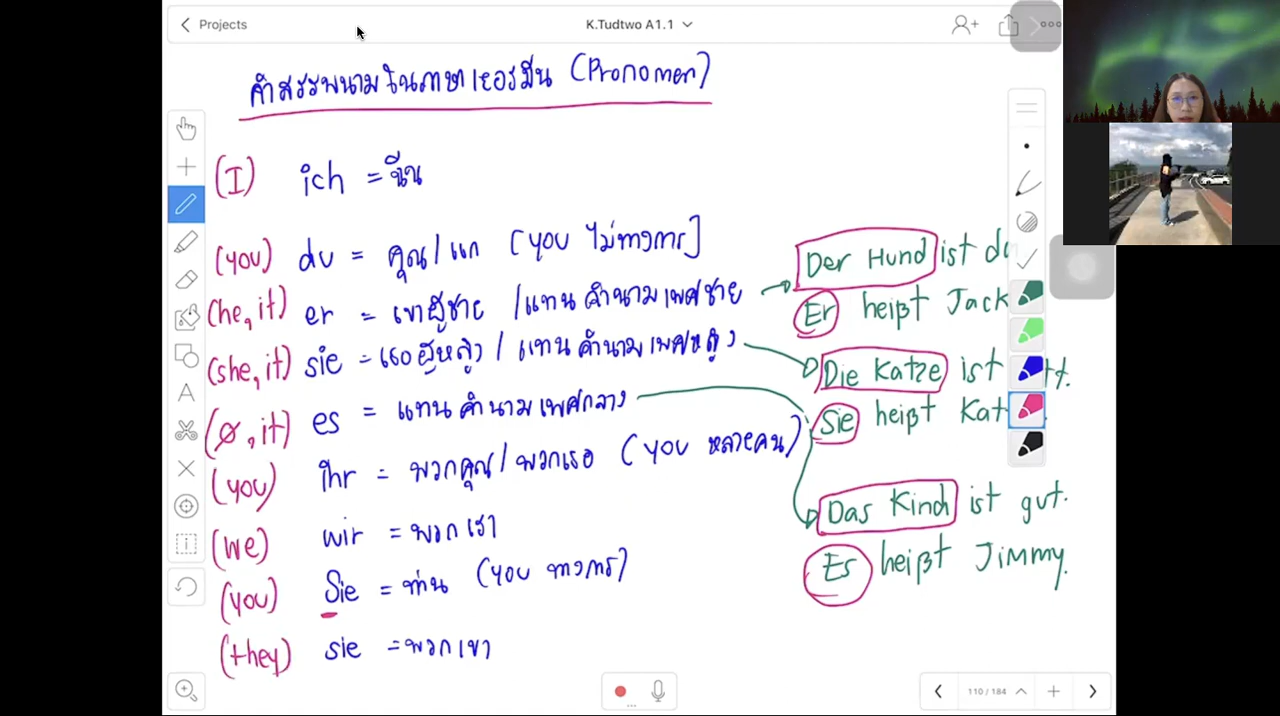 Projects
K.Tudtwo A1.1
คำสรรพนามในภาษาเยอรมัน (Pronomen)
(I) ich = ฉัน
(you) du = คุณ/แก (you ไม่ทางการ)
(he, it) er = เขาผู้ชาย /แทนคำนามเพศชาย
(she, it) sie = เธอผู้หญิง / แทนคำนามเพศหญิง
(ø, it) es = แทนคำนามเพศกลาง
(you) ihr = พวกคุณ/พวกเธอ (you หลายคน)
(we) wir = พวกเรา
(you) Sie = ท่าน (you ทางการ)
(they) sie = พวกเขา
Der Hund ist
Er heißt Jack
Die Katze ist
Sie heißt
Das Kind ist gut.
Es heißt Jimmy.
110 / 184